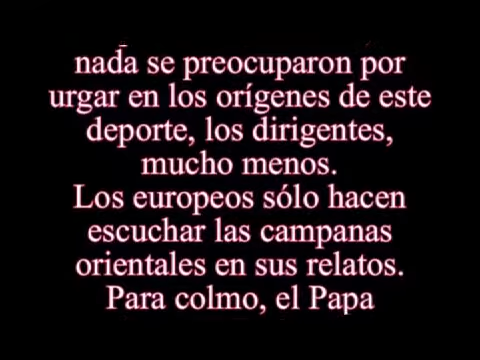 nada se preocuparon por
urgar en los orígenes de este
deporte, los dirigentes,
mucho menos.
Los europeos sólo hacen
escuchar las campanas
orientales en sus relatos.
Para colmo, el Papa